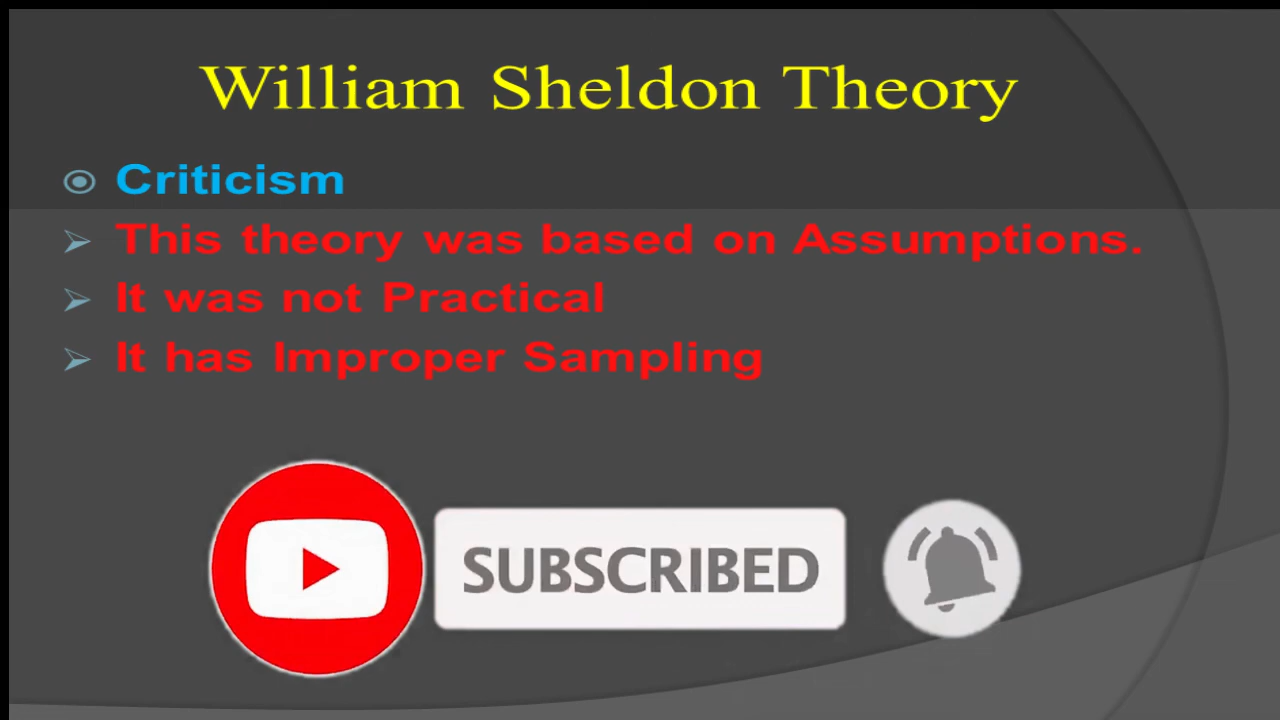 William Sheldon Theory
Criticism
This theory was based on Assumptions.
It was not Practical
It has Improper Sampling
SUBSCRIBED